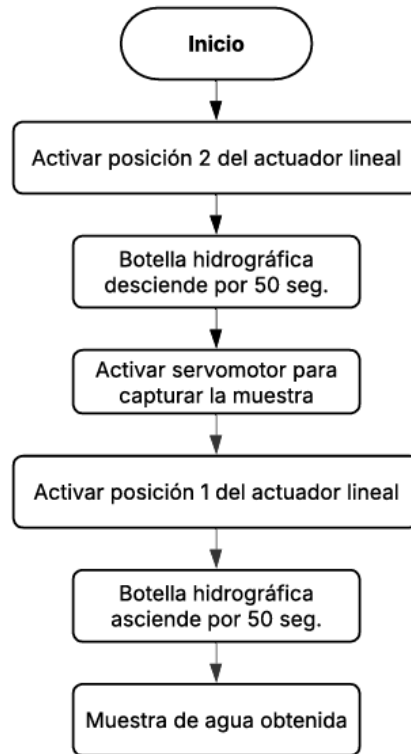 Inicio
Activar posición 2 del actuador lineal
Botella hidrográfica
desciende por 50 seg.
Activar servomotor para
capturar la muestra
Activar posición 1 del actuador lineal
Botella hidrográfica
asciende por 50 seg.
Muestra de agua obtenida